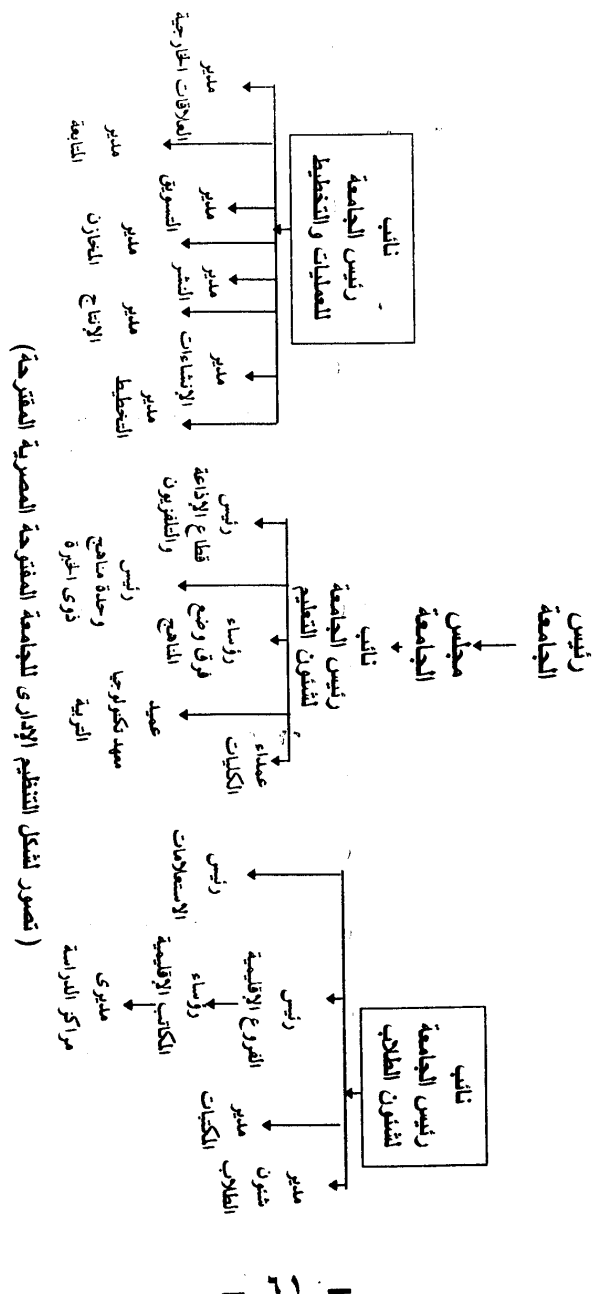 رئيس
الجامعة
مجلس
الجامعة
نائب
رئيس الجامعة
لشئون الطلاب
مدير
شئون
الطلاب
مدير
المكتبات
رئيس
الفروع الإقليمية
رؤساء
المكاتب الإقليمية
مديرى
مراكز الدراسة
رئيس
الاستعلامات
نائب
رئيس الجامعة
لشئون التعليم
عمداء
الكليات
عميد
معهد تكنولوجيا
التربية
رؤساء
فرق وضع
المناهج
رئيس
وحدة مناهج
ذوى الخبرة
رئيس
قطاع الإذاعة
والتلفزيون
نائب
رئيس الجامعة
للعمليات والتخطيط
مدير
التخطيط
مدير
الإنشاءات
مدير
الإنتاج
مدير
النشر
مدير
المخازن
مدير
التسويق
مدير
المتابعة
مدير
العلاقات الخارجية
( تصور لشكل التنظيم الإدارى للجامعة المفتوحة المصرية المقترحة)